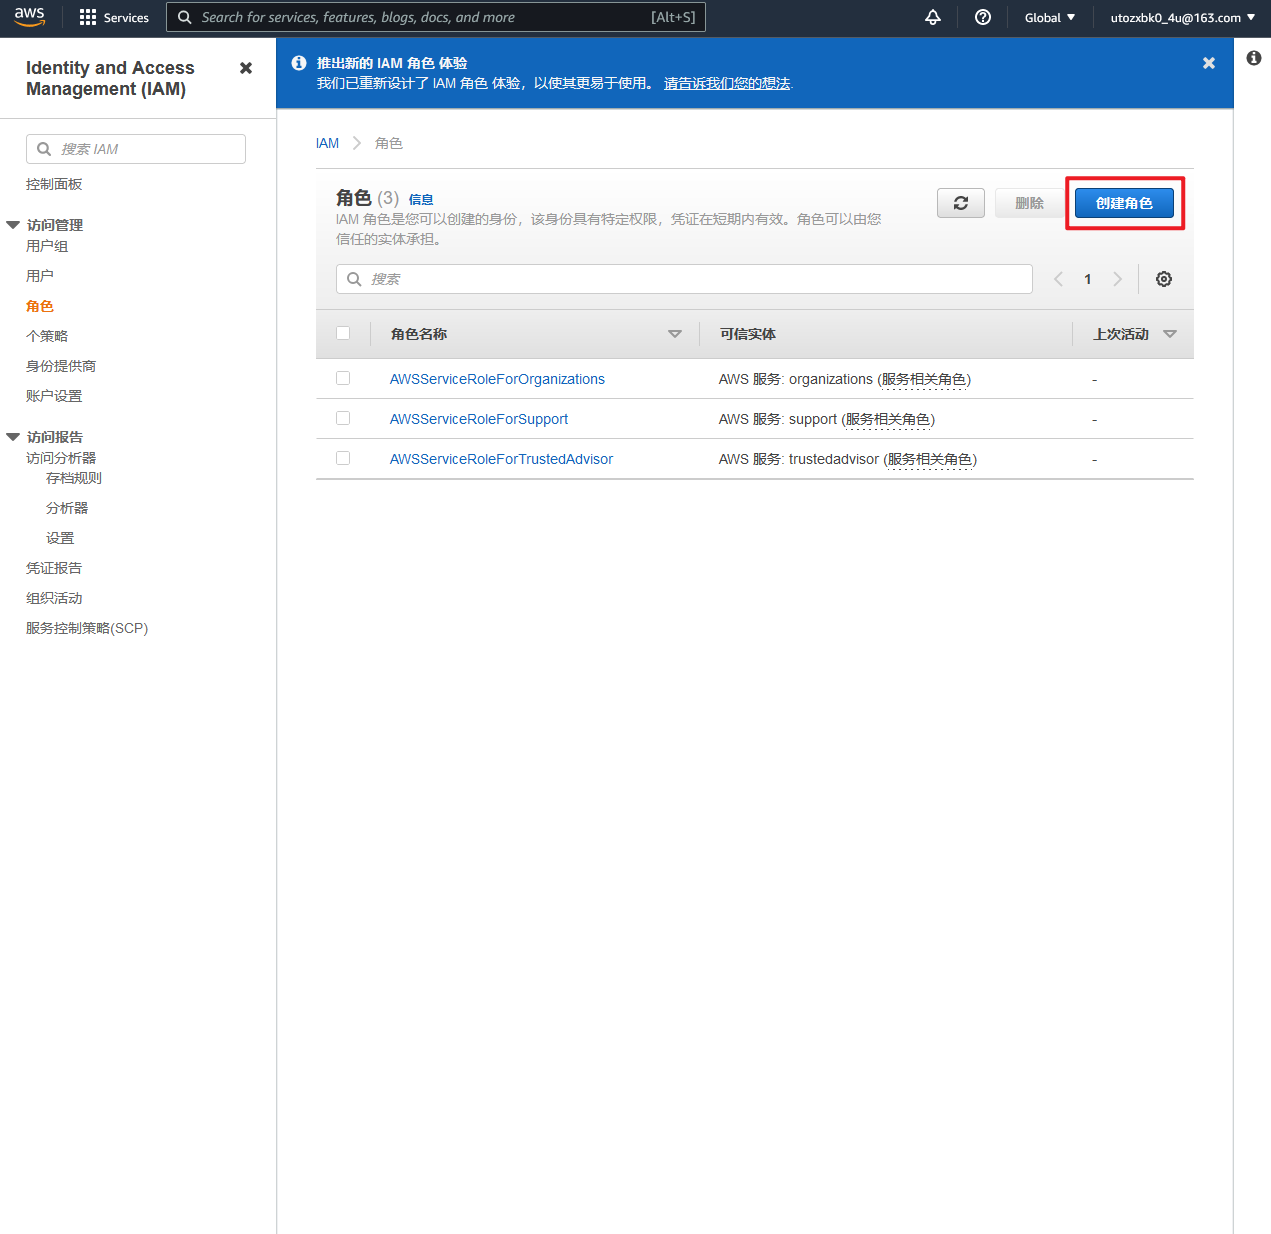 aws
Services
Search for services, features, blogs, docs, and more [Alt+S]
Global
utozxbk0_4u@163.com
Identity and Access
Management (IAM)
搜索 IAM
控制面板
访问管理
用户组
用户
角色
个策略
身份提供商
账户设置
访问报告
访问分析器
存档规则
分析器
设置
凭证报告
组织活动
服务控制策略(SCP)
推出新的 IAM 角色 体验
我们已重新设计了 IAM 角色 体验，以使其更易于使用。 请告诉我们您的想法.
IAM 角色
角色 (3) 信息
IAM 角色是您可以创建的身份，该身份具有特定权限，凭证在短期内有效。角色可以由您
信任的实体承担。
删除
创建角色
搜索
1
角色名称 可信实体 上次活动
AWSServiceRoleForOrganizations AWS 服务: organizations (服务相关角色) -
AWSServiceRoleForSupport AWS 服务: support (服务相关角色) -
AWSServiceRoleForTrustedAdvisor AWS 服务: trustedadvisor (服务相关角色) -